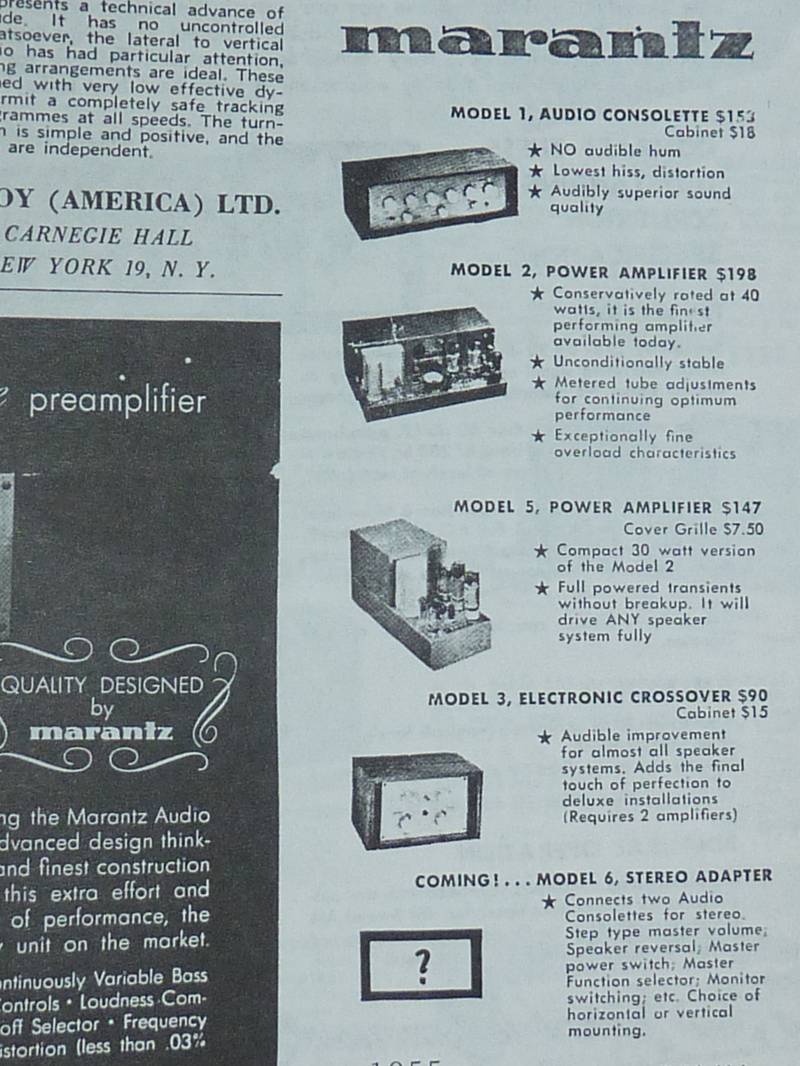 presents a technical advance of
de. It has no uncontrolled
atsoever, the lateral to vertical
io has had particular attention,
ng arrangements are ideal. These
ned with very low effective dy-
rmit a completely safe tracking
grammes at all speeds. The turn-
n is simple and positive, and the
are independent.
OY (AMERICA) LTD.
CARNEGIE HALL
EW YORK 19, N. Y.
preamplifier
QUALITY DESIGNED
by
marantz
ng the Marantz Audio
dvanced design think-
and finest construction
this extra effort and
of performance, the
y unit on the market.
ontinuously Variable Bass
Controls • Loudness Com-
off Selector • Frequency
istortion (less than .03%
marantz
MODEL 1, AUDIO CONSOLETTE $153
Cabinet $18
★ NO audible hum
★ Lowest hiss, distortion
★ Audibly superior sound
quality
MODEL 2, POWER AMPLIFIER $198
★ Conservatively rated at 40
watts, it is the finest
performing amplifier
available today.
★ Unconditionally stable
★ Metered tube adjustments
for continuing optimum
performance
★ Exceptionally fine
overload characteristics
MODEL 5, POWER AMPLIFIER $147
Cover Grille $7.50
★ Compact 30 watt version
of the Model 2
★ Full powered transients
without breakup. It will
drive ANY speaker
system fully
MODEL 3, ELECTRONIC CROSSOVER $90
Cabinet $15
★ Audible improvement
for almost all speaker
systems. Adds the final
touch of perfection to
deluxe installations
(Requires 2 amplifiers)
COMING!...MODEL 6, STEREO ADAPTER
?
★ Connects two Audio
Consolettes for stereo.
Step type master volume;
Speaker reversal; Master
power switch; Master
Function selector; Monitor
switching; etc. Choice of
horizontal or vertical
mounting.